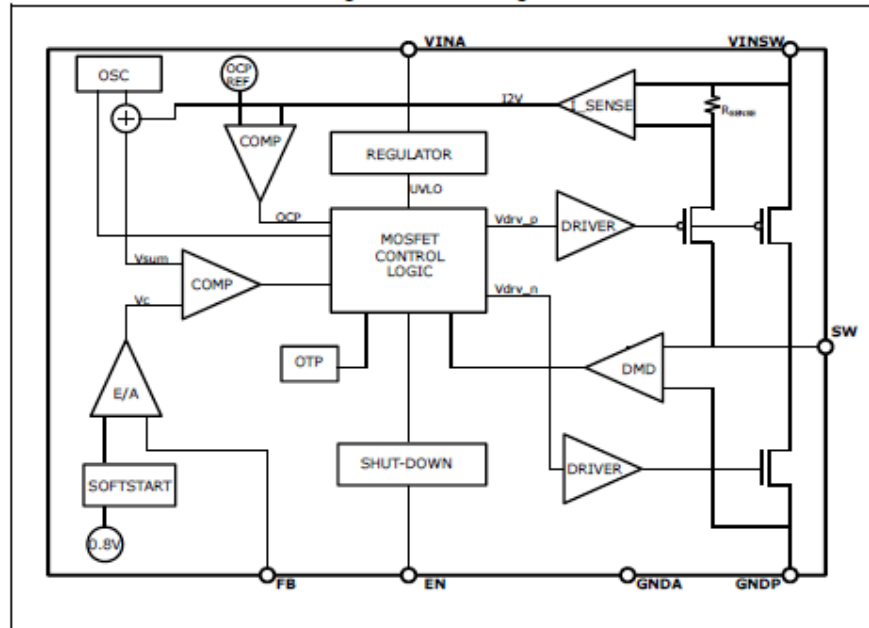 VINA
VINSW
OSC
OCP
REF
I2V
I_SENSE
Rsense
COMP
REGULATOR
UVLO
OCP
MOSFET
CONTROL
LOGIC
Vdrv_p
DRIVER
Vsum
COMP
Vc
Vdrv_n
SW
OTP
DMD
E/A
SHUT-DOWN
DRIVER
SOFTSTART
0.8V
FB
EN
GNDA
GNDP